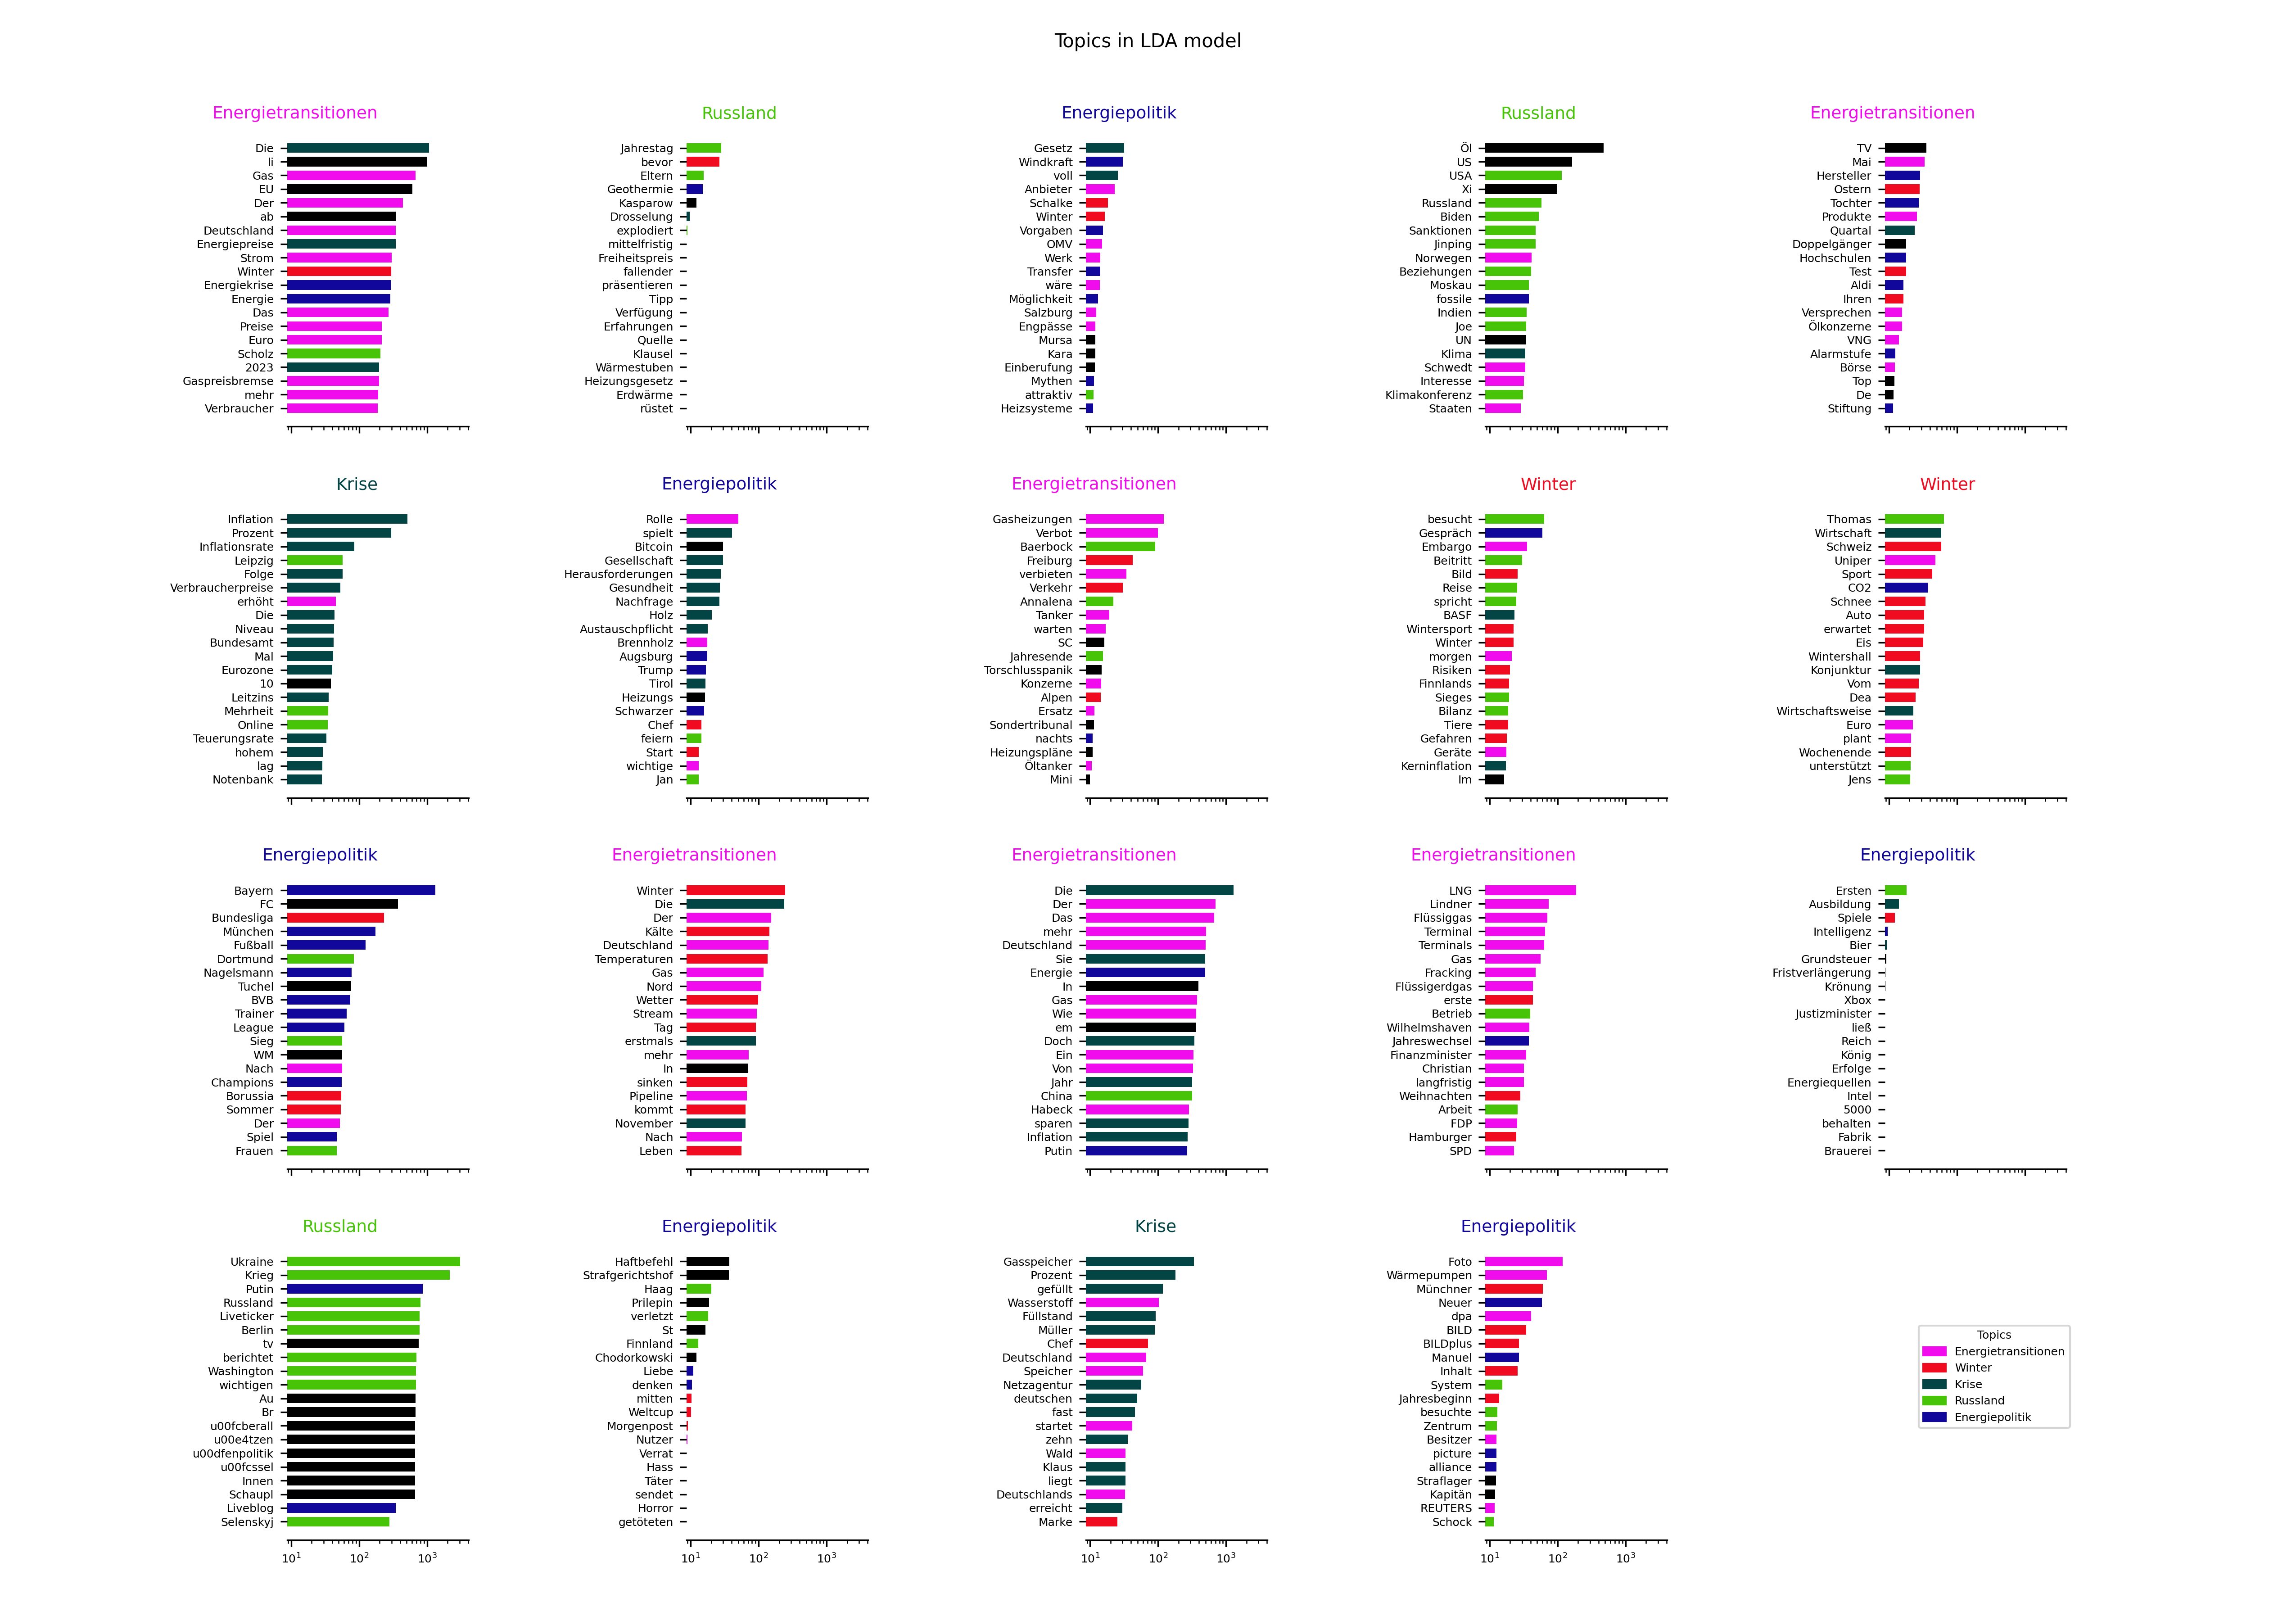 Topics in LDA model
Energietransitionen
Die
li
Gas
EU
Der
ab
Deutschland
Energiepreise
Strom
Winter
Energiekrise
Energie
Das
Preise
Euro
Scholz
2023
Gaspreisbremse
mehr
Verbraucher
Russland
Jahrestag
bevor
Eltern
Geothermie
Kasparow
Drosselung
explodiert
mittelfristig
Freiheitspreis
fallender
präsentieren
Tipp
Verfügung
Erfahrungen
Quelle
Klausel
Wärmestuben
Heizungsgesetz
Erdwärme
rüstet
Energiepolitik
Gesetz
Windkraft
voll
Anbieter
Schalke
Winter
Vorgaben
OMV
Werk
Transfer
wäre
Möglichkeit
Salzburg
Engpässe
Mursa
Kara
Einberufung
Mythen
attraktiv
Heizsysteme
Russland
Öl
US
USA
Xi
Russland
Biden
Sanktionen
Jinping
Norwegen
Beziehungen
Moskau
fossile
Indien
Joe
UN
Klima
Schwedt
Interesse
Klimakonferenz
Staaten
Energietransitionen
TV
Mai
Hersteller
Ostern
Tochter
Produkte
Quartal
Doppelgänger
Hochschulen
Test
Aldi
Ihren
Versprechen
Ölkonzerne
VNG
Alarmstufe
Börse
Top
De
Stiftung
Krise
Inflation
Prozent
Inflationsrate
Leipzig
Folge
Verbraucherpreise
erhöht
Die
Niveau
Bundesamt
Mal
Eurozone
10
Leitzins
Mehrheit
Online
Teuerungsrate
hohem
lag
Notenbank
Energiepolitik
Rolle
spielt
Bitcoin
Gesellschaft
Herausforderungen
Gesundheit
Nachfrage
Holz
Austauschpflicht
Brennholz
Augsburg
Trump
Tirol
Heizungs
Schwarzer
Chef
feiern
Start
wichtige
Jan
Energietransitionen
Gasheizungen
Verbot
Baerbock
Freiburg
verbieten
Verkehr
Annalena
Tanker
warten
SC
Jahresende
Torschlusspanik
Konzerne
Alpen
Ersatz
Sondertribunal
nachts
Heizungspläne
Öltanker
Mini
Winter
besucht
Gespräch
Embargo
Beitritt
Bild
Reise
spricht
BASF
Wintersport
Winter
morgen
Risiken
Finnlands
Sieges
Bilanz
Tiere
Gefahren
Geräte
Kerninflation
Im
Winter
Thomas
Wirtschaft
Schweiz
Uniper
Sport
CO2
Schnee
Auto
erwartet
Eis
Wintershall
Konjunktur
Vom
Dea
Wirtschaftsweise
Euro
plant
Wochenende
unterstützt
Jens
Energiepolitik
Bayern
FC
Bundesliga
München
Fußball
Dortmund
Nagelsmann
Tuchel
BVB
Trainer
League
Sieg
WM
Nach
Champions
Borussia
Sommer
Der
Spiel
Frauen
Energietransitionen
Winter
Die
Der
Kälte
Deutschland
Temperaturen
Gas
Nord
Wetter
Stream
Tag
erstmals
mehr
In
sinken
Pipeline
kommt
November
Nach
Leben
Energietransitionen
Die
Der
Das
mehr
Deutschland
Sie
Energie
In
Gas
Wie
em
Doch
Ein
Von
Jahr
China
Habeck
sparen
Inflation
Putin
Energietransitionen
LNG
Lindner
Flüssiggas
Terminal
Terminals
Gas
Fracking
Flüssigerdgas
erste
Betrieb
Wilhelmshaven
Jahreswechsel
Finanzminister
Christian
langfristig
Weihnachten
Arbeit
FDP
Hamburger
SPD
Energiepolitik
Ersten
Ausbildung
Spiele
Intelligenz
Bier
Grundsteuer
Fristverlängerung
Krönung
Xbox
Justizminister
ließ
Reich
König
Erfolge
Energiequellen
Intel
5000
behalten
Fabrik
Brauerei
Russland
Ukraine
Krieg
Putin
Russland
Liveticker
Berlin
tv
berichtet
Washington
wichtigen
Au
Br
u00fcberall
u00e4tzen
u00dfenpolitik
u00fcssel
Innen
Schaupl
Liveblog
Selenskyj
10¹ 10² 10³
Energiepolitik
Haftbefehl
Strafgerichtshof
Haag
Prilepin
verletzt
St
Finnland
Chodorkowski
Liebe
denken
mitten
Weltcup
Morgenpost
Nutzer
Verrat
Hass
Täter
sendet
Horror
getöteten
10¹ 10² 10³
Krise
Gasspeicher
Prozent
gefüllt
Wasserstoff
Füllstand
Müller
Chef
Deutschland
Speicher
Netzagentur
deutschen
fast
startet
zehn
Wald
Klaus
liegt
Deutschlands
erreicht
Marke
10¹ 10² 10³
Energiepolitik
Foto
Wärmepumpen
Münchner
Neuer
dpa
BILD
BILDplus
Manuel
Inhalt
System
Jahresbeginn
besuchte
Zentrum
Besitzer
picture
alliance
Straflager
Kapitän
REUTERS
Schock
10¹ 10² 10³
Topics
Energietransitionen
Winter
Krise
Russland
Energiepolitik